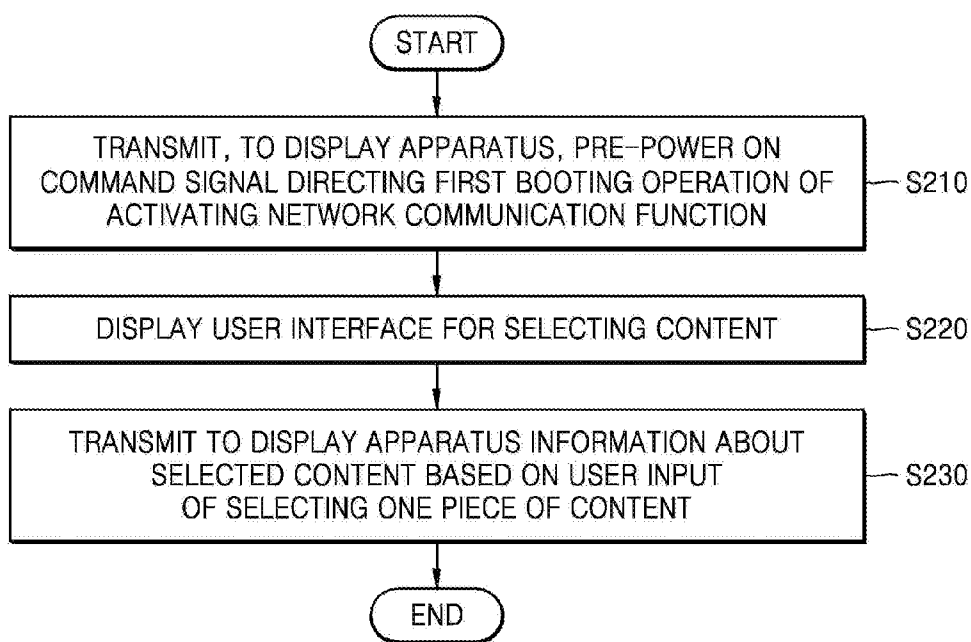 START
TRANSMIT, TO DISPLAY APPARATUS, PRE-POWER ON
COMMAND SIGNAL DIRECTING FIRST BOOTING OPERATION OF
ACTIVATING NETWORK COMMUNICATION FUNCTION
S210
DISPLAY USER INTERFACE FOR SELECTING CONTENT
S220
TRANSMIT TO DISPLAY APPARATUS INFORMATION ABOUT
SELECTED CONTENT BASED ON USER INPUT
OF SELECTING ONE PIECE OF CONTENT
S230
END